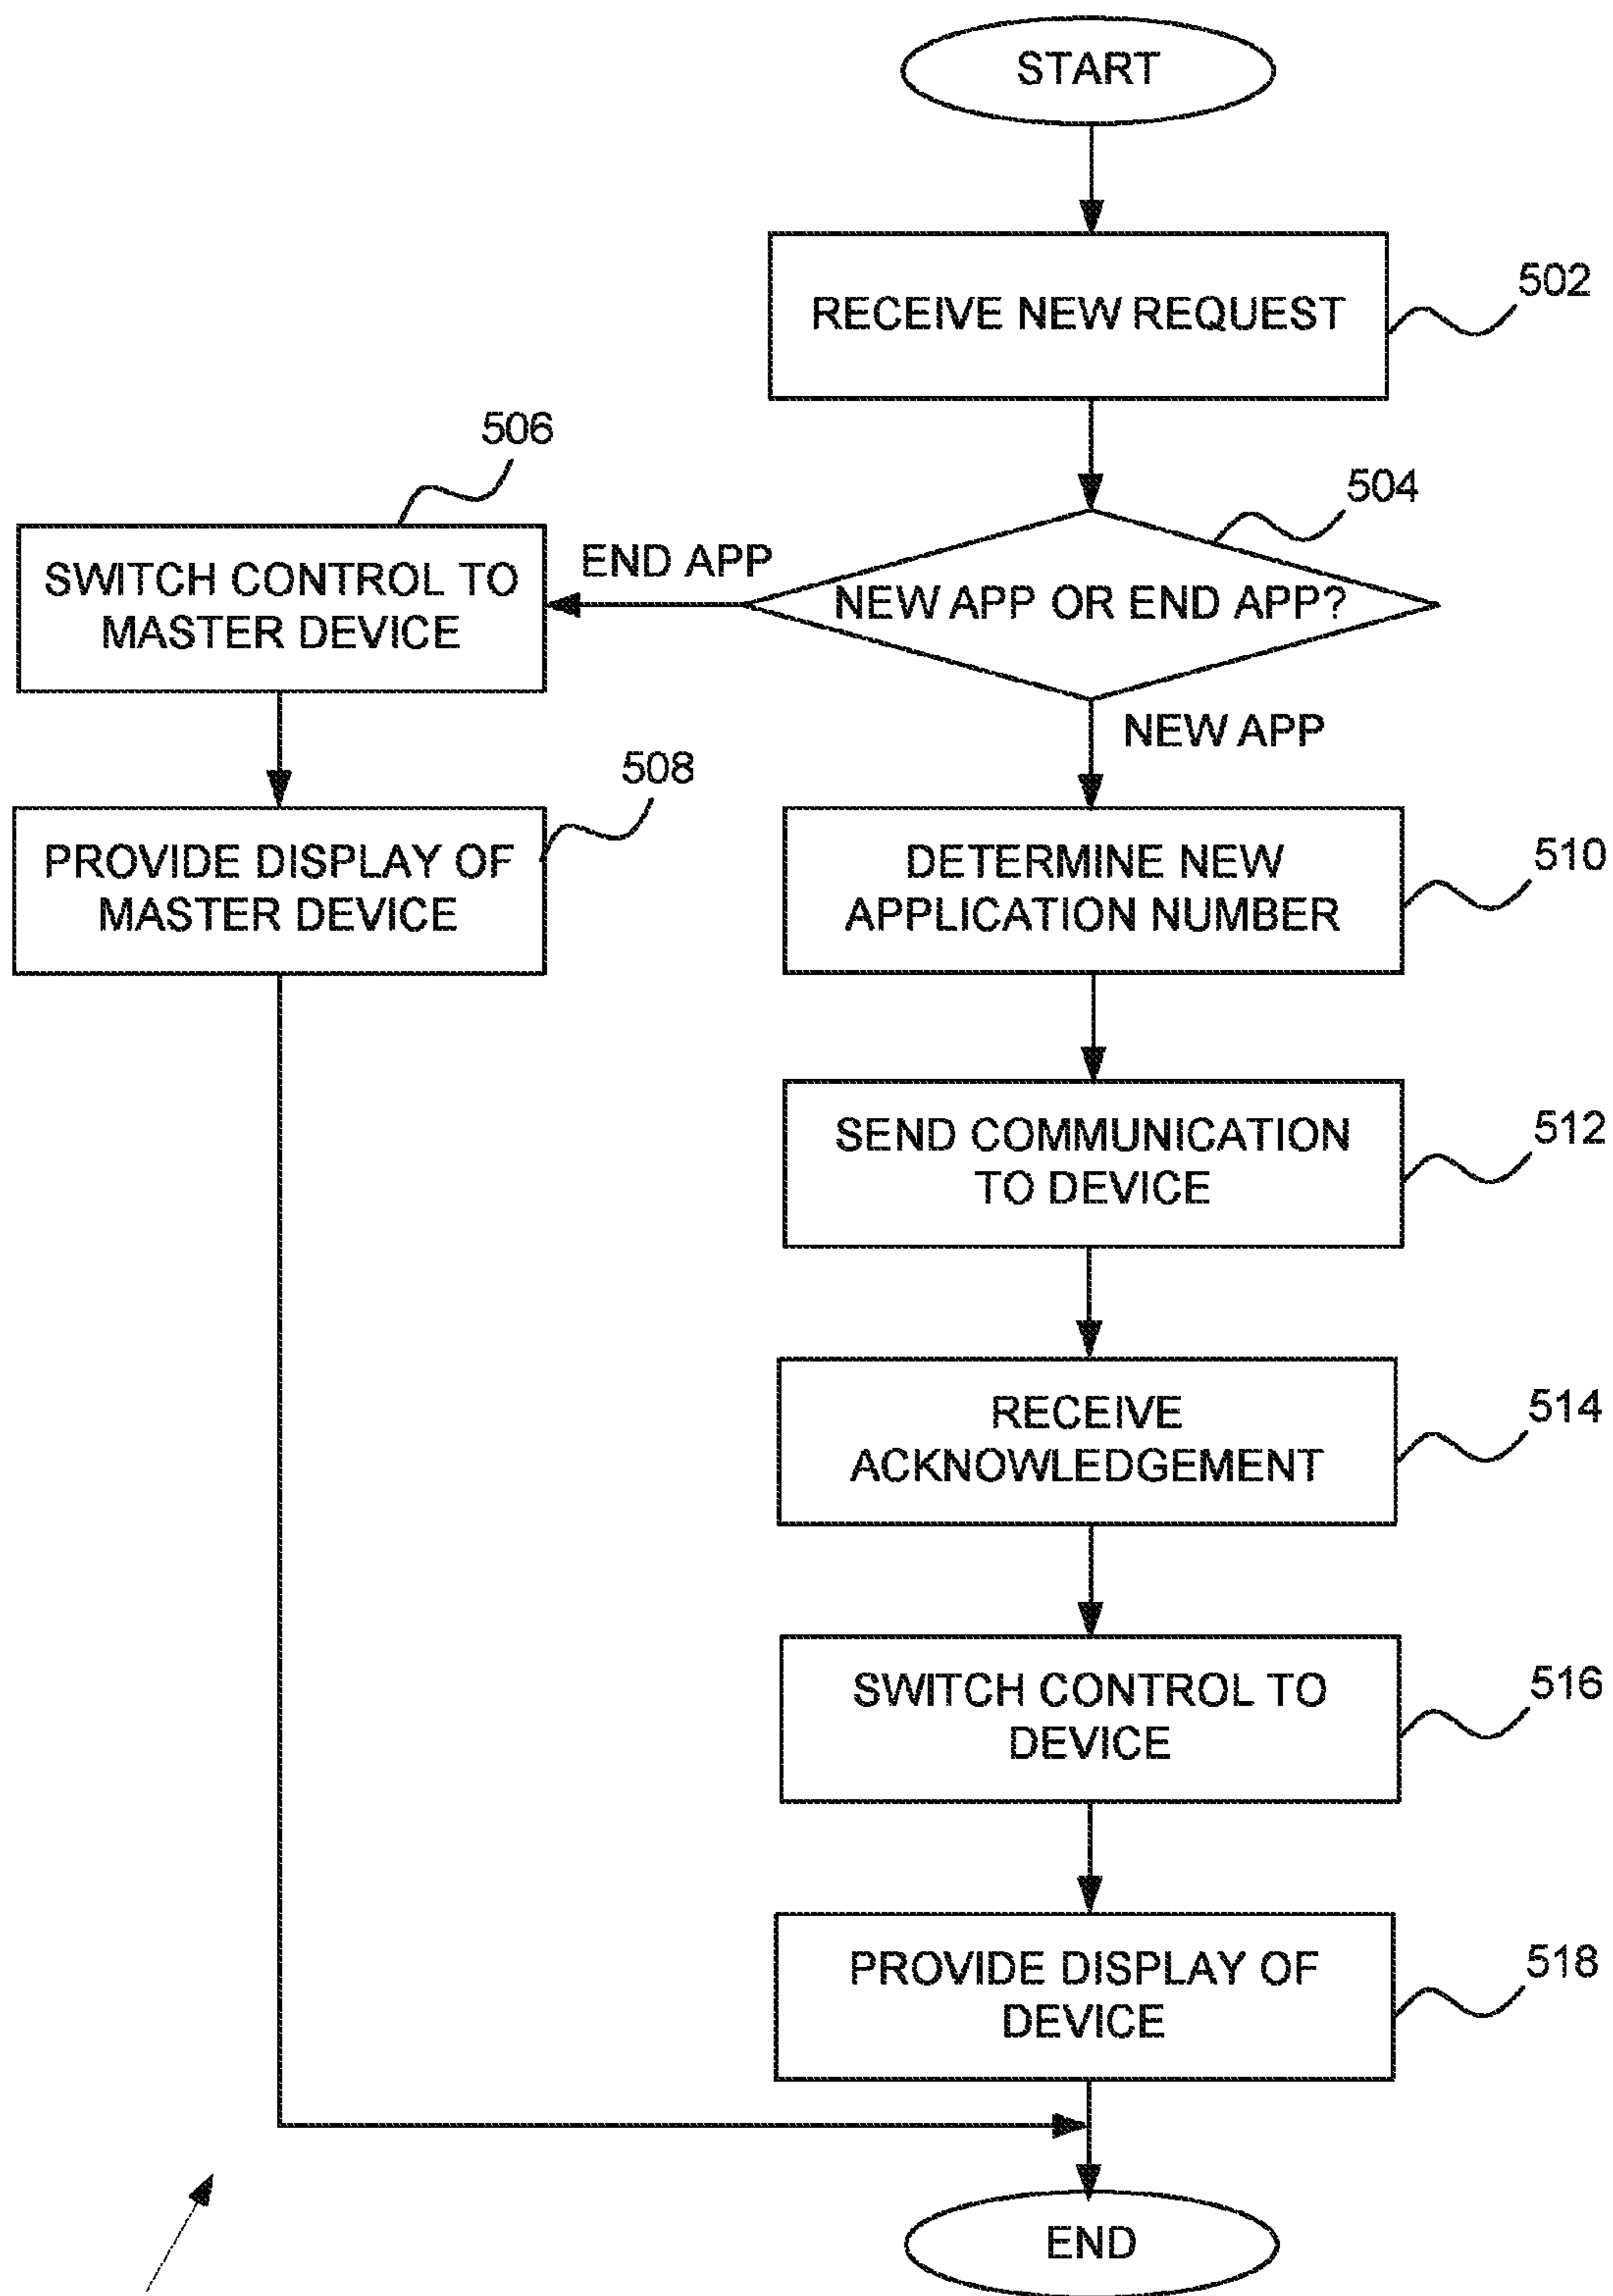 START
RECEIVE NEW REQUEST
502
504
NEW APP OR END APP?
END APP
506
SWITCH CONTROL TO
MASTER DEVICE
508
PROVIDE DISPLAY OF
MASTER DEVICE
NEW APP
DETERMINE NEW
APPLICATION NUMBER
510
SEND COMMUNICATION
TO DEVICE
512
RECEIVE
ACKNOWLEDGEMENT
514
SWITCH CONTROL TO
DEVICE
516
PROVIDE DISPLAY OF
DEVICE
518
END